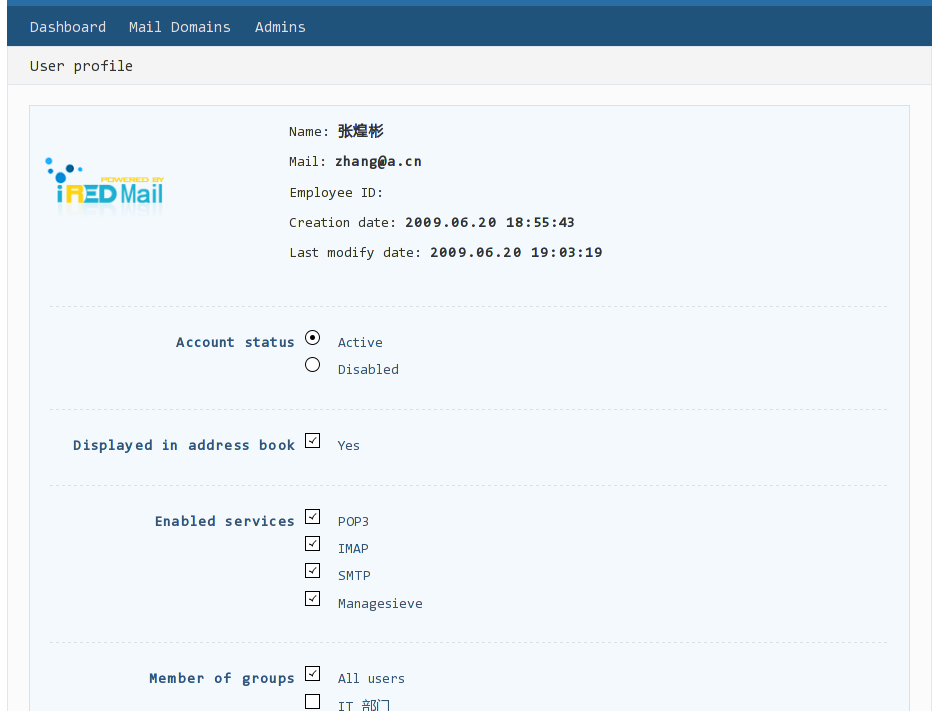 Dashboard Mail Domains Admins
User profile
Name: 张煌彬
POWERED BY
iREDMail
Mail: zhang@a.cn
Employee ID:
Creation date: 2009.06.20 18:55:43
Last modify date: 2009.06.20 19:03:19
Account status Active
Disabled
Displayed in address book Yes
Enabled services POP3
IMAP
SMTP
Managesieve
Member of groups All users
IT 部门